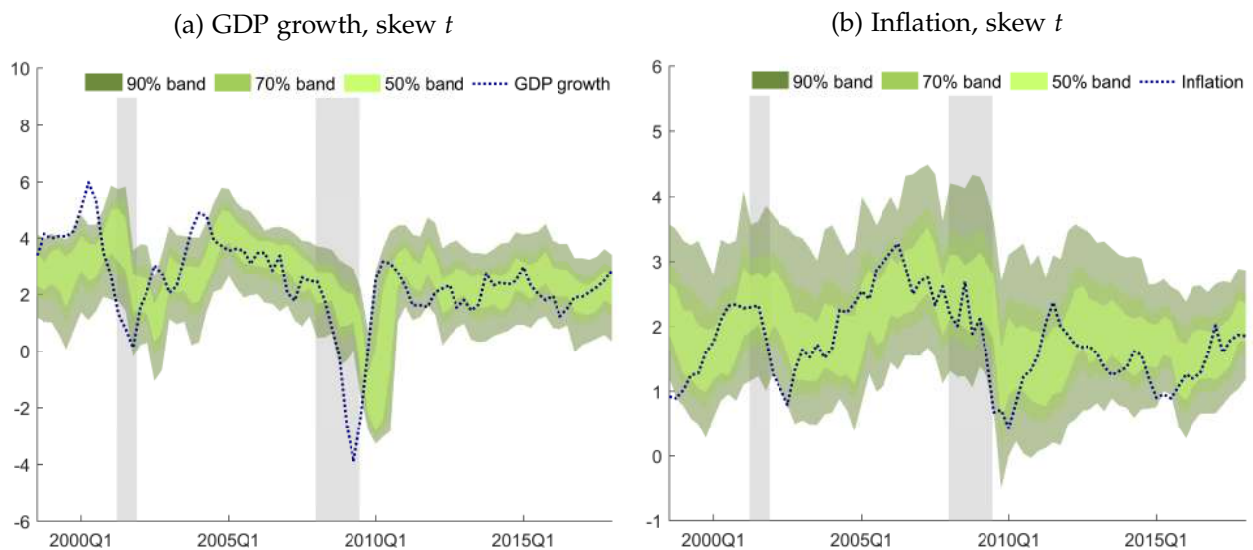 (a) GDP growth, skew t
90% band 70% band 50% band GDP growth
10
8
6
4
2
0
-2
-4
-6
2000Q1 2005Q1 2010Q1 2015Q1
(b) Inflation, skew t
90% band 70% band 50% band Inflation
6
5
4
3
2
1
0
-1
2000Q1 2005Q1 2010Q1 2015Q1